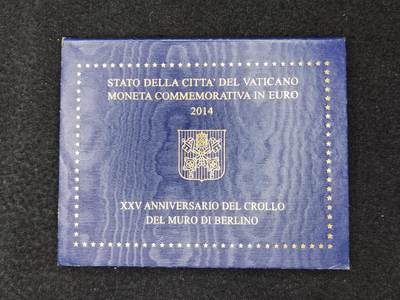 STATO DELLA CITTA' DEL VATICANO
MONETA COMMEMORATIVA IN EURO
2014
XXV ANNIVERSARIO DEL CROLLO
DEL MURO DI BERLINO